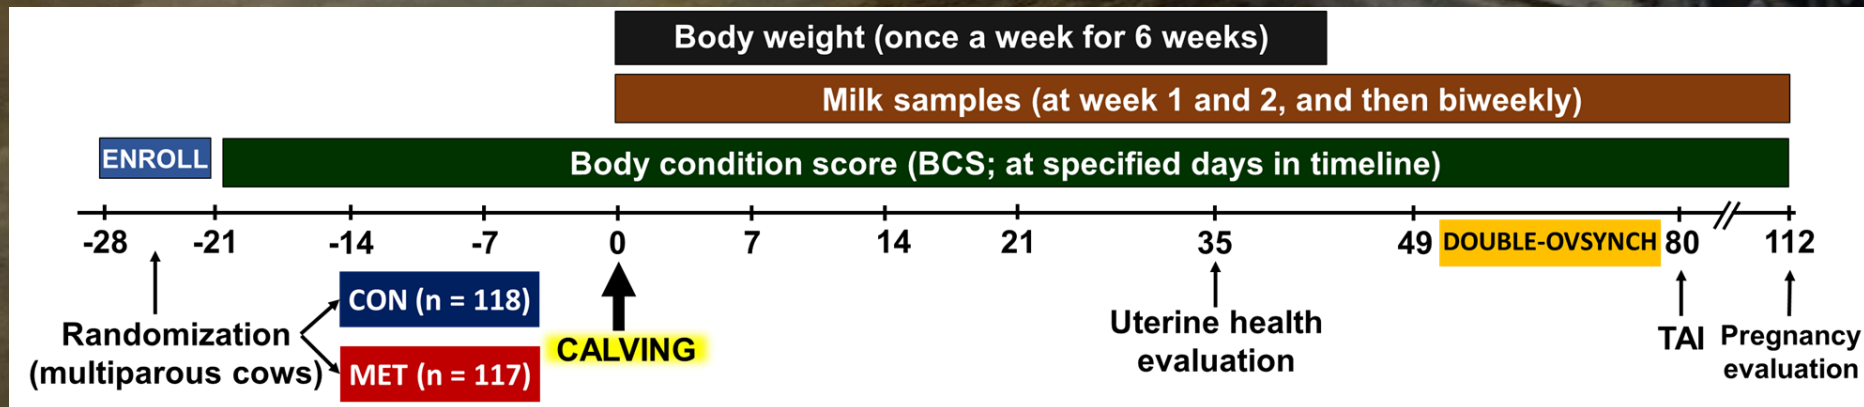 Body weight (once a week for 6 weeks)
Milk samples (at week 1 and 2, and then biweekly)
ENROLL
Body condition score (BCS; at specified days in timeline)
-28 -21 -14 -7 0 7 14 21 35 49 DOUBLE-OVSYNCH 80 112
CON (n = 118)
Randomization
(multiparous cows)
MET (n = 117)
CALVING
Uterine health
evaluation
TAI
Pregnancy
evaluation